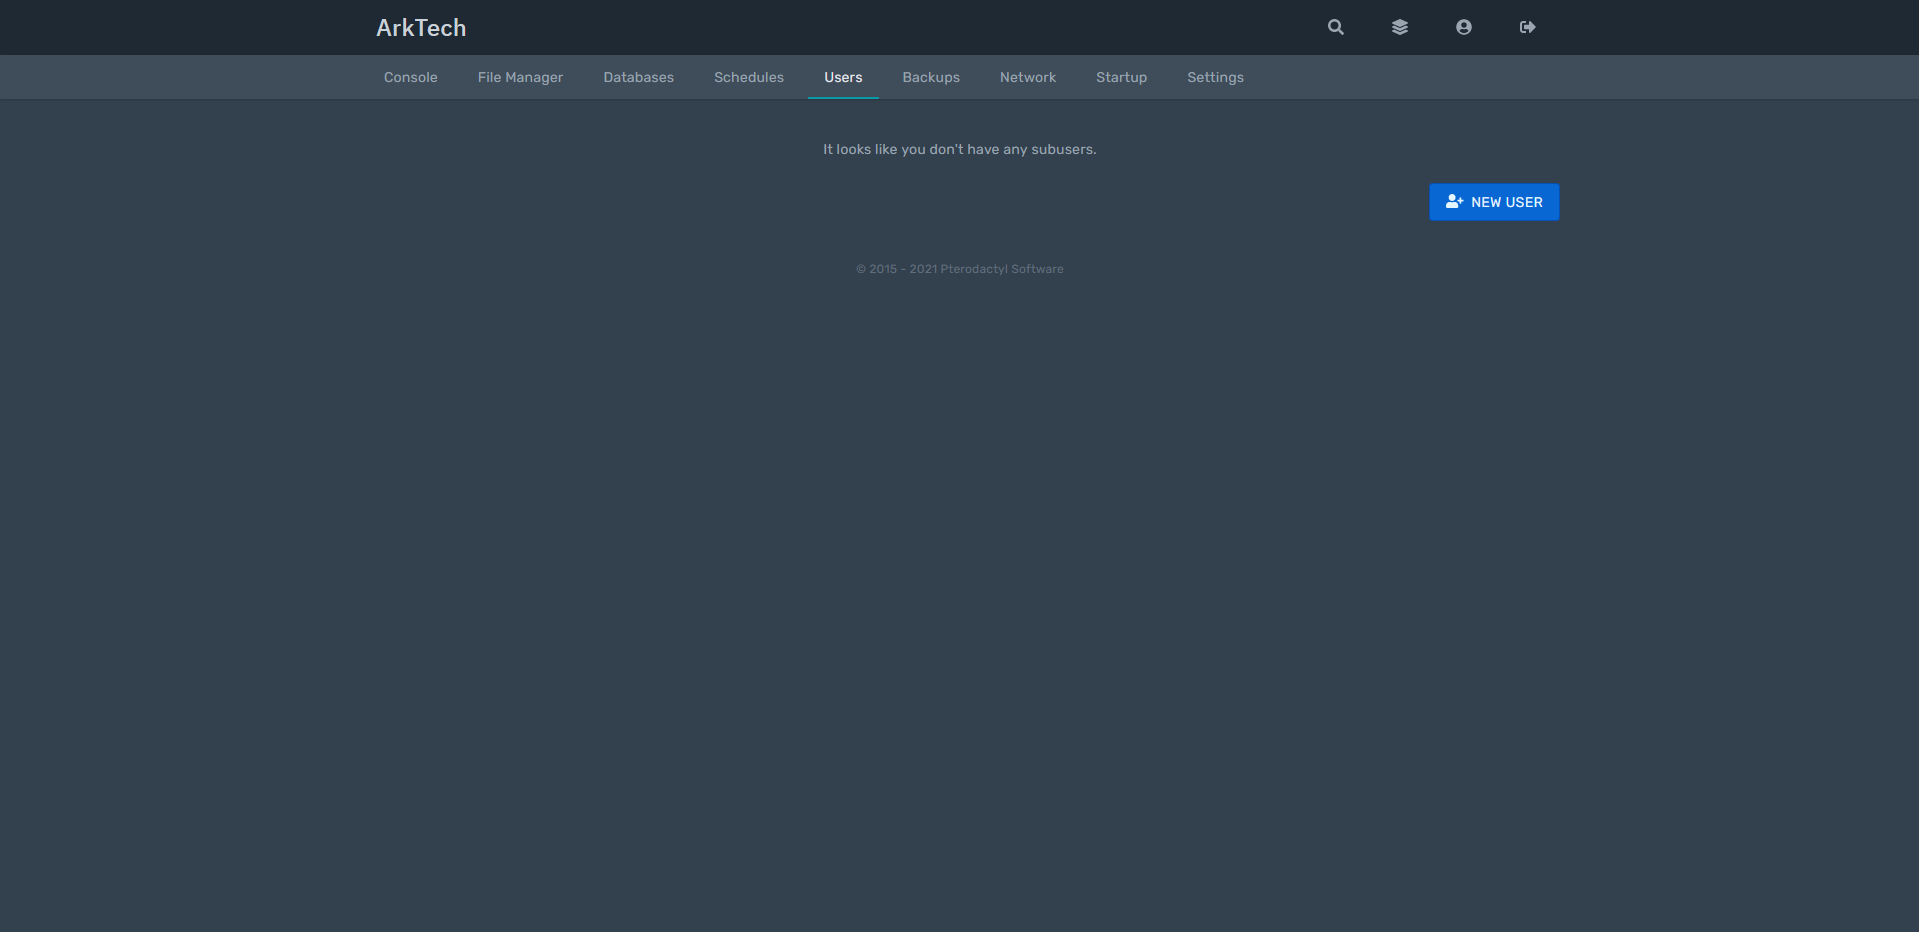 ArkTech
Console File Manager Databases Schedules Users Backups Network Startup Settings
It looks like you don't have any subusers.
NEW USER
© 2015 - 2021 Pterodactyl Software